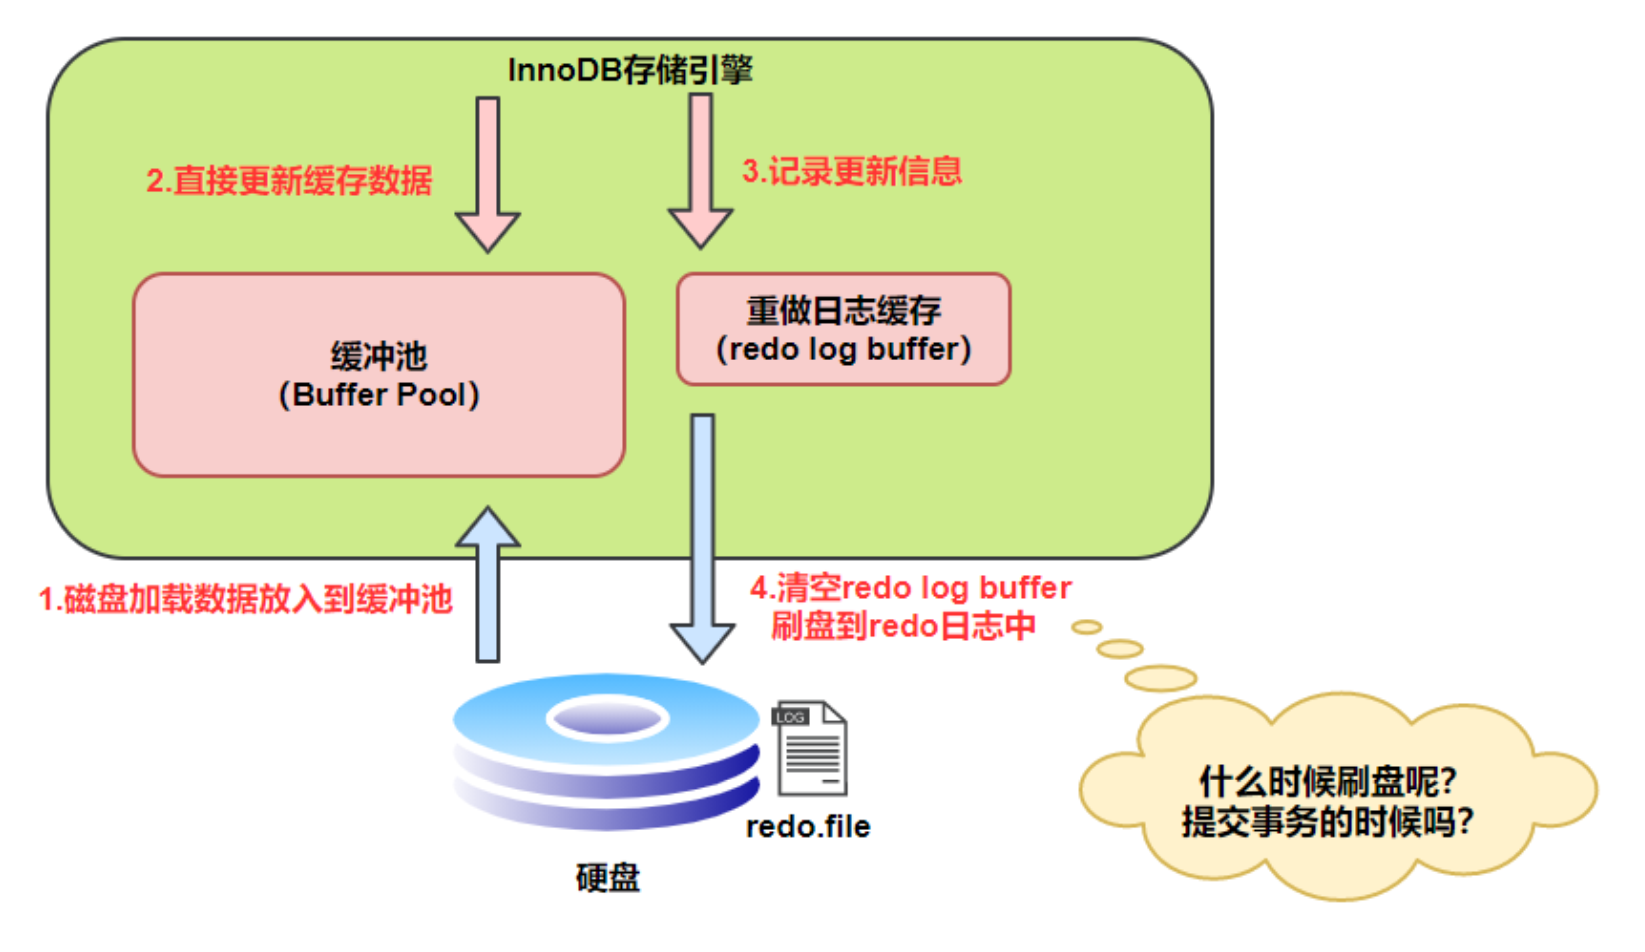 InnoDB存储引擎
2.直接更新缓存数据
3.记录更新信息
缓冲池
（Buffer Pool）
重做日志缓存
（redo log buffer）
1.磁盘加载数据放入到缓冲池
4.清空redo log buffer
刷盘到redo日志中
LOG
redo.file
硬盘
什么时候刷盘呢？
提交事务的时候吗？